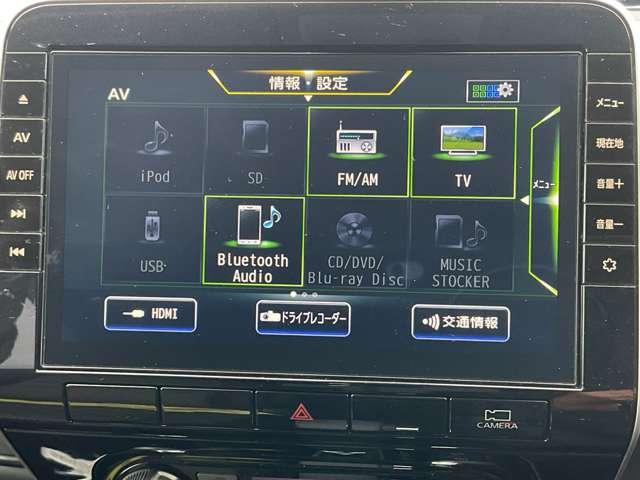 情報・設定
AV
iPod
SD
FM/AM
TV
メニュー
USB
Bluetooth
Audio
CD/DVD/
Blu-ray Disc
MUSIC
STOCKER
HDMI
ドライブレコーダー
交通情報
AV
AV OFF
メニュー
現在地
音量＋
音量－
CAMERA